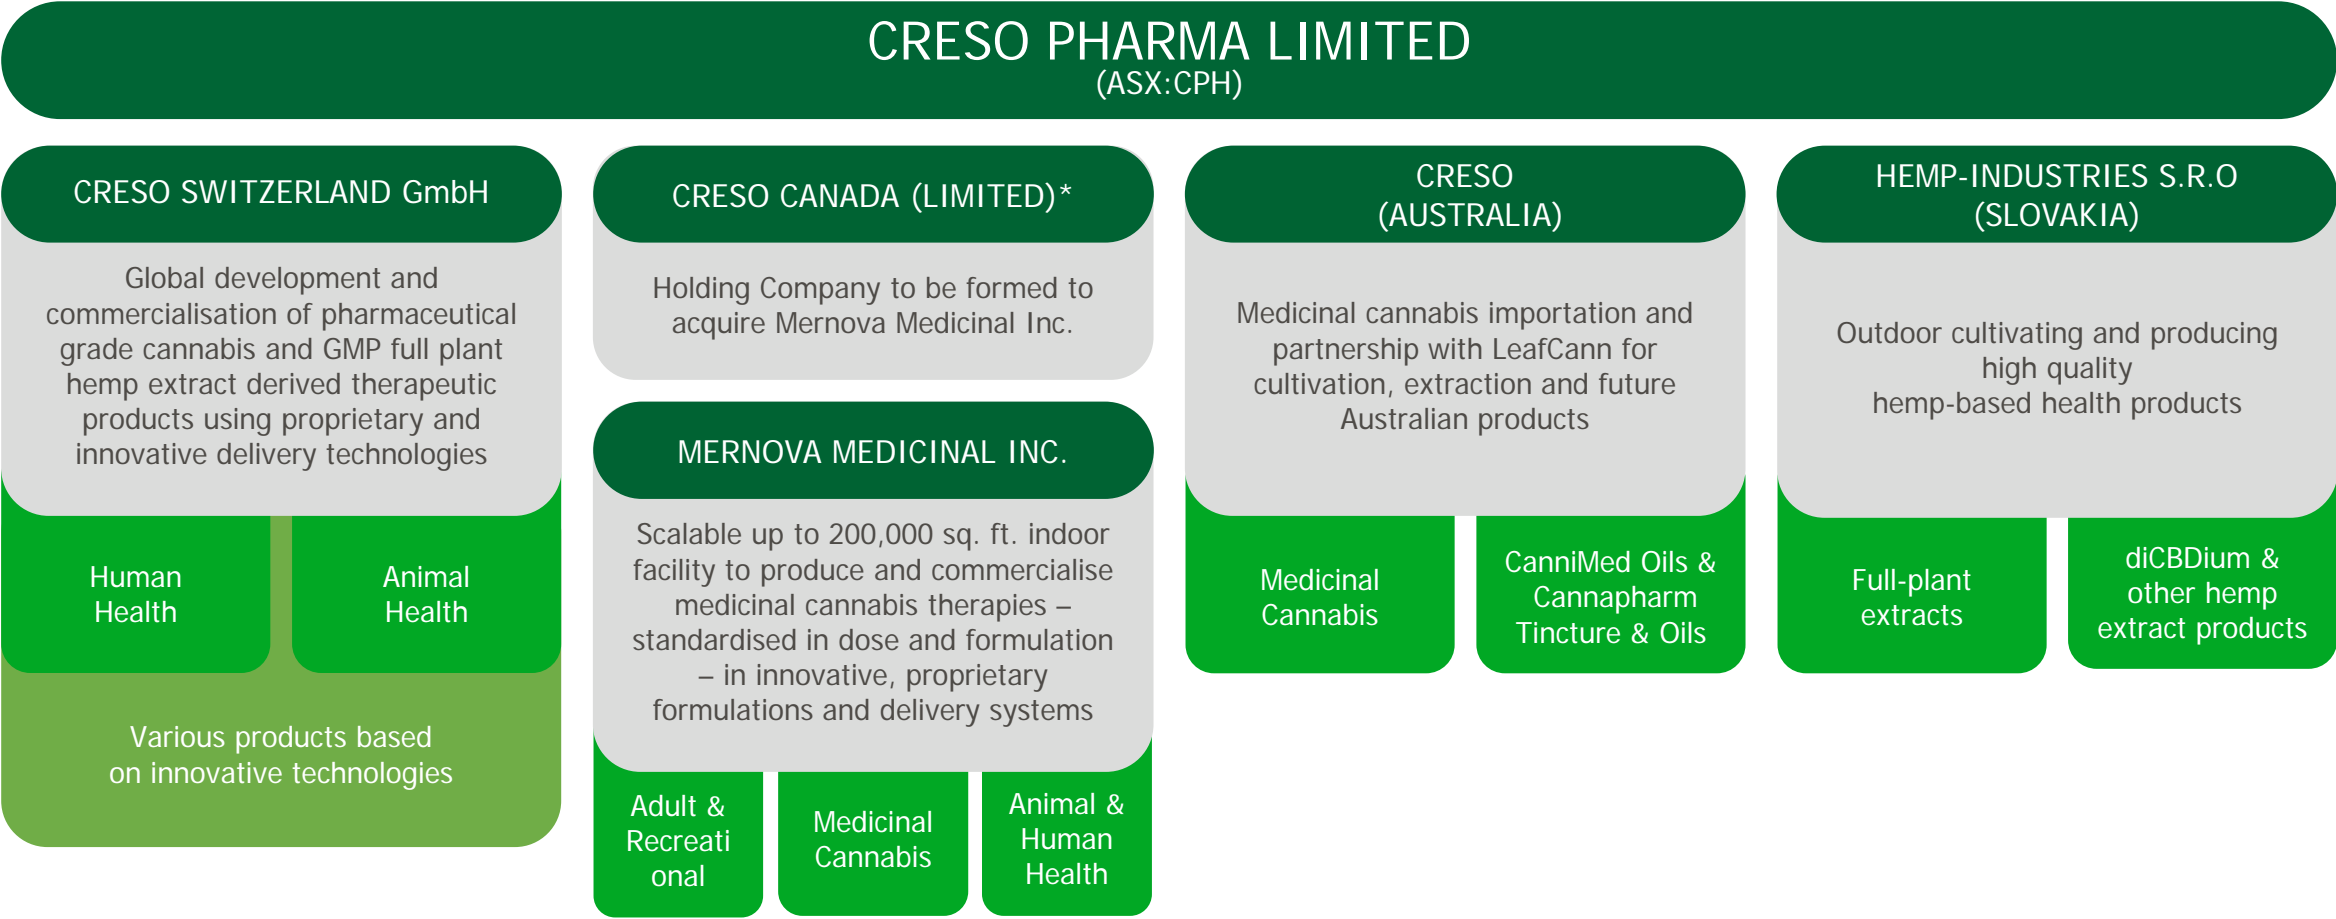 CRESO PHARMA LIMITED
(ASX:CPH)
CRESO SWITZERLAND GmbH
Global development and
commercialisation of pharmaceutical
grade cannabis and GMP full plant
hemp extract derived therapeutic
products using proprietary and
innovative delivery technologies
Human
Health
Animal
Health
Various products based
on innovative technologies
CRESO CANADA (LIMITED)*
Holding Company to be formed to
acquire Mernova Medicinal Inc.
MERNOVA MEDICINAL INC.
Scalable up to 200,000 sq. ft. indoor
facility to produce and commercialise
medicinal cannabis therapies –
standardised in dose and formulation
– in innovative, proprietary
formulations and delivery systems
Adult &
Recreati
onal
Medicinal
Cannabis
Animal &
Human
Health
CRESO
(AUSTRALIA)
Medicinal cannabis importation and
partnership with LeafCann for
cultivation, extraction and future
Australian products
Medicinal
Cannabis
CanniMed Oils &
Cannapharm
Tincture & Oils
HEMP-INDUSTRIES S.R.O
(SLOVAKIA)
Outdoor cultivating and producing
high quality
hemp-based health products
Full-plant
extracts
diCBDium &
other hemp
extract products